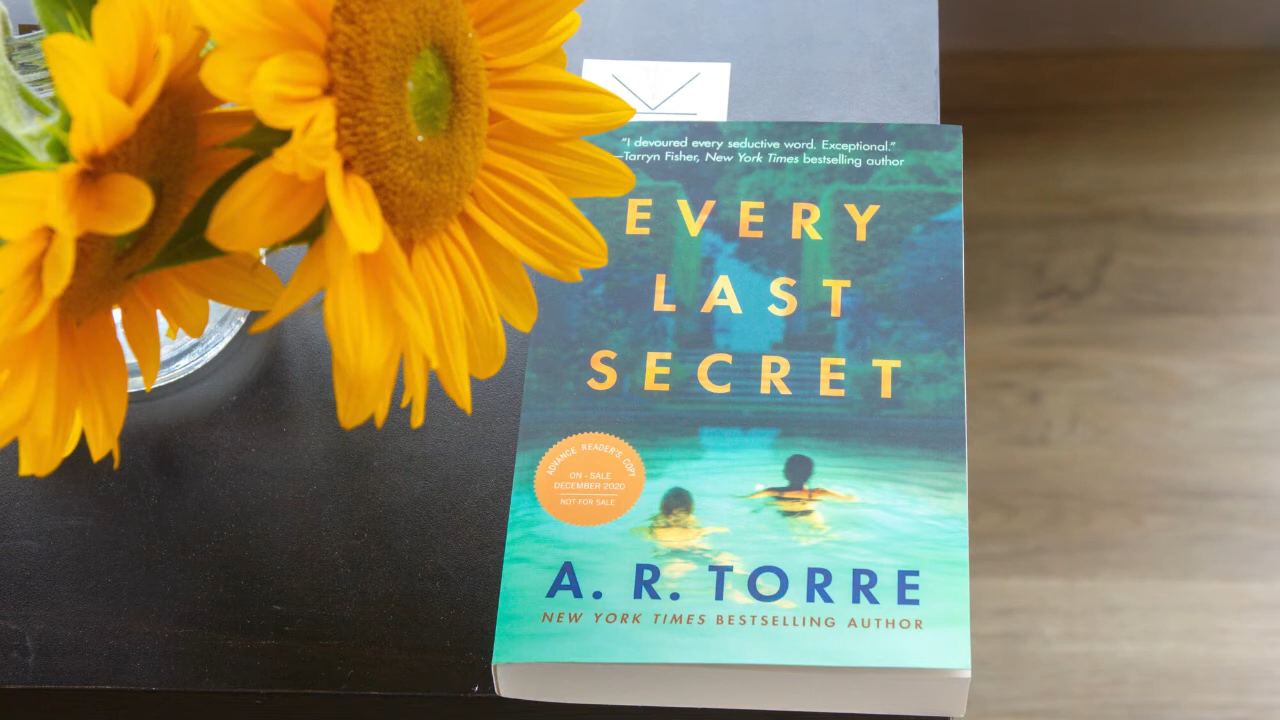 "I devoured every seductive word. Exceptional."
—Tarryn Fisher, New York Times bestselling author
EVERY
LAST
SECRET
ADVANCE READER'S COPY
ON-SALE
DECEMBER 2020
NOT FOR SALE
A. R. TORRE
NEW YORK TIMES BESTSELLING AUTHOR